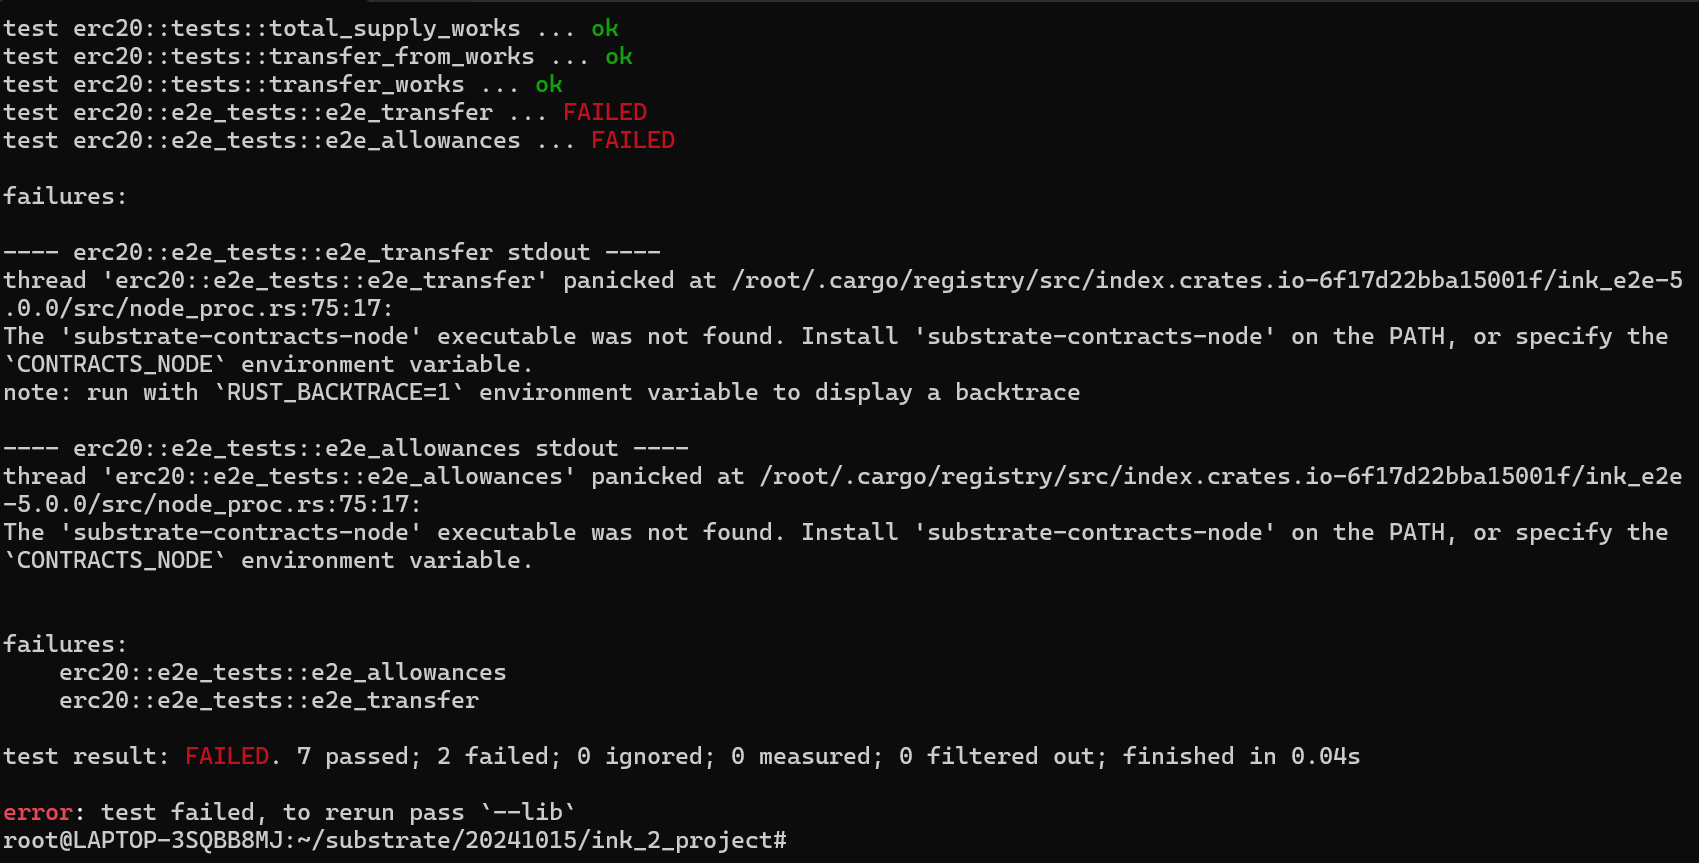 test erc20::tests::total_supply_works ... ok
test erc20::tests::transfer_from_works ... ok
test erc20::tests::transfer_works ... ok
test erc20::e2e_tests::e2e_transfer ... FAILED
test erc20::e2e_tests::e2e_allowances ... FAILED
failures:
---- erc20::e2e_tests::e2e_transfer stdout ----
thread 'erc20::e2e_tests::e2e_transfer' panicked at /root/.cargo/registry/src/index.crates.io-6f17d22bba15001f/ink_e2e-5
.0.0/src/node_proc.rs:75:17:
The 'substrate-contracts-node' executable was not found. Install 'substrate-contracts-node' on the PATH, or specify the
`CONTRACTS_NODE` environment variable.
note: run with `RUST_BACKTRACE=1` environment variable to display a backtrace
---- erc20::e2e_tests::e2e_allowances stdout ----
thread 'erc20::e2e_tests::e2e_allowances' panicked at /root/.cargo/registry/src/index.crates.io-6f17d22bba15001f/ink_e2e
-5.0.0/src/node_proc.rs:75:17:
The 'substrate-contracts-node' executable was not found. Install 'substrate-contracts-node' on the PATH, or specify the
`CONTRACTS_NODE` environment variable.
failures:
    erc20::e2e_tests::e2e_allowances
    erc20::e2e_tests::e2e_transfer
test result: FAILED. 7 passed; 2 failed; 0 ignored; 0 measured; 0 filtered out; finished in 0.04s
error: test failed, to rerun pass `--lib`
root@LAPTOP-3SQBB8MJ:~/substrate/20241015/ink_2_project#